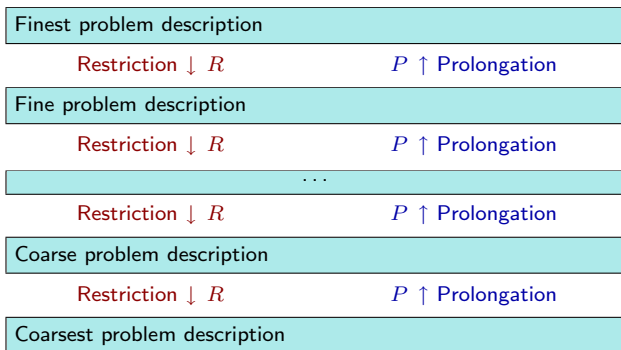 Finest problem description
Restriction ↓ R P ↑ Prolongation
Fine problem description
Restriction ↓ R P ↑ Prolongation
...
Restriction ↓ R P ↑ Prolongation
Coarse problem description
Restriction ↓ R P ↑ Prolongation
Coarsest problem description